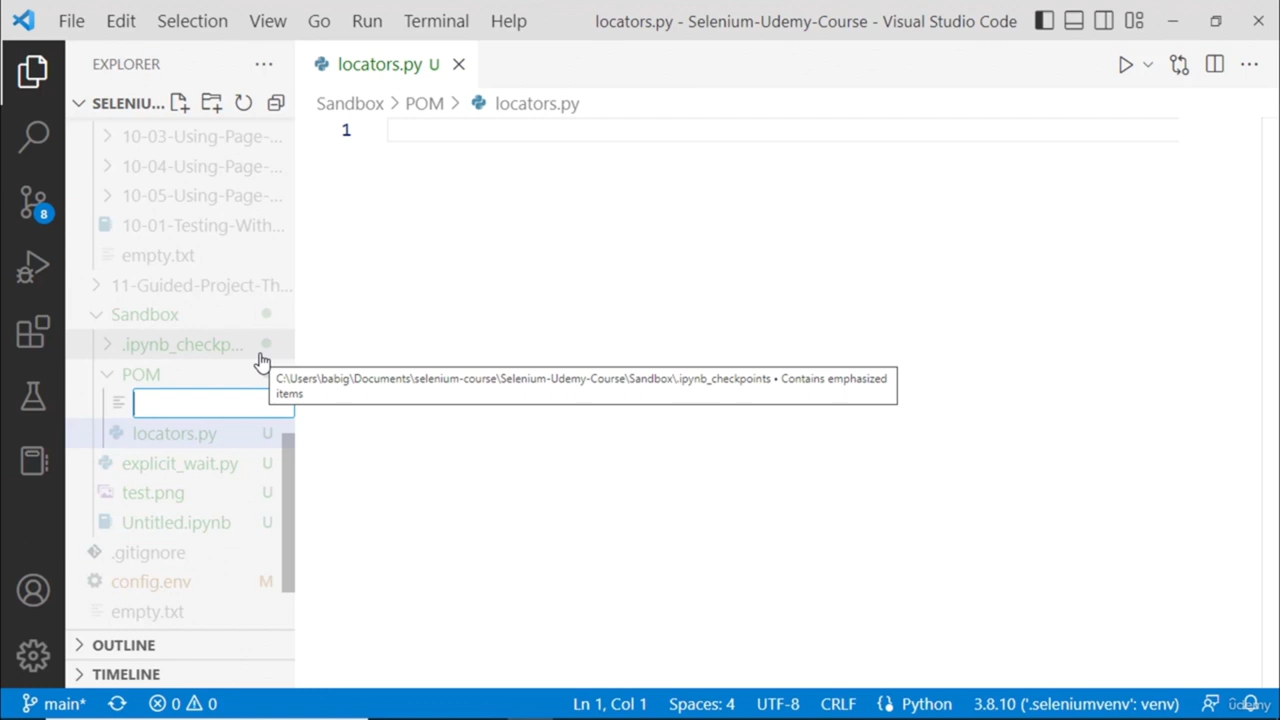 File Edit Selection View Go Run Terminal Help
locators.py - Selenium-Udemy-Course - Visual Studio Code
EXPLORER
SELENIU...
10-03-Using-Page-...
10-04-Using-Page-...
10-05-Using-Page-...
10-01-Testing-With...
empty.txt
11-Guided-Project-Th...
Sandbox
.ipynb_checkp...
POM
locators.py U
explicit_wait.py U
test.png U
Untitled.ipynb U
.gitignore
config.env M
empty.txt
OUTLINE
TIMELINE
8
locators.py U
Sandbox > POM > locators.py
1
C:\Users\babig\Documents\selenium-course\Selenium-Udemy-Course\Sandbox\.ipynb_checkpoints • Contains emphasized
items
main* 0 0 Ln 1, Col 1 Spaces: 4 UTF-8 CRLF Python 3.8.10 ('.seleniumvenv': venv)
udemy